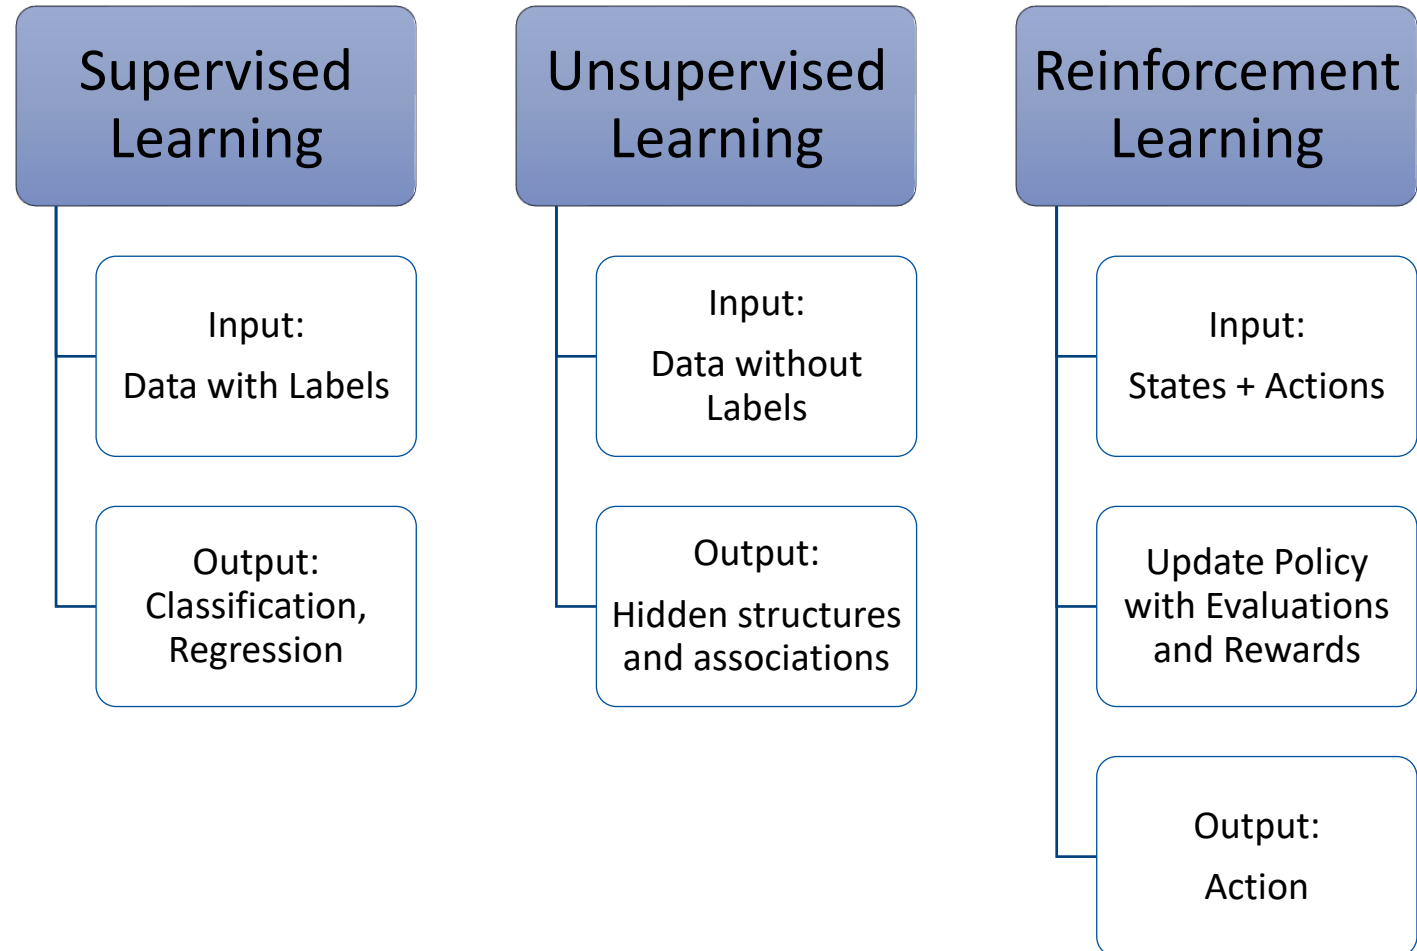 Supervised
Learning
Input:
Data with Labels
Output:
Classification,
Regression
Unsupervised
Learning
Input:
Data without
Labels
Output:
Hidden structures
and associations
Reinforcement
Learning
Input:
States + Actions
Update Policy
with Evaluations
and Rewards
Output:
Action